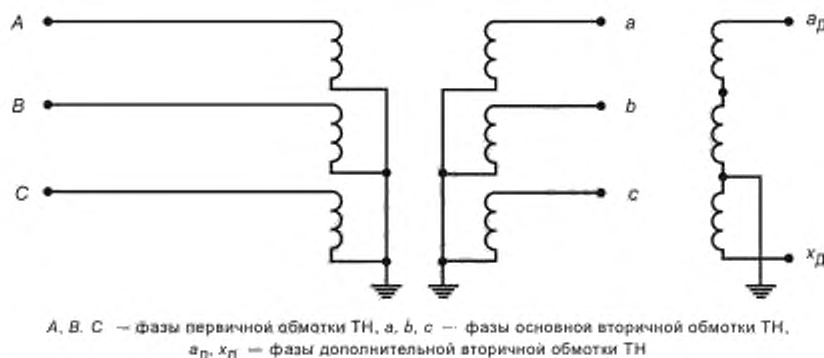 A a aД
B b
C c xД
A, B. C — фазы первичной обмотки ТН, a, b, c — фазы основной вторичной обмотки ТН,
aД, xД — фазы дополнительной вторичной обмотки ТН